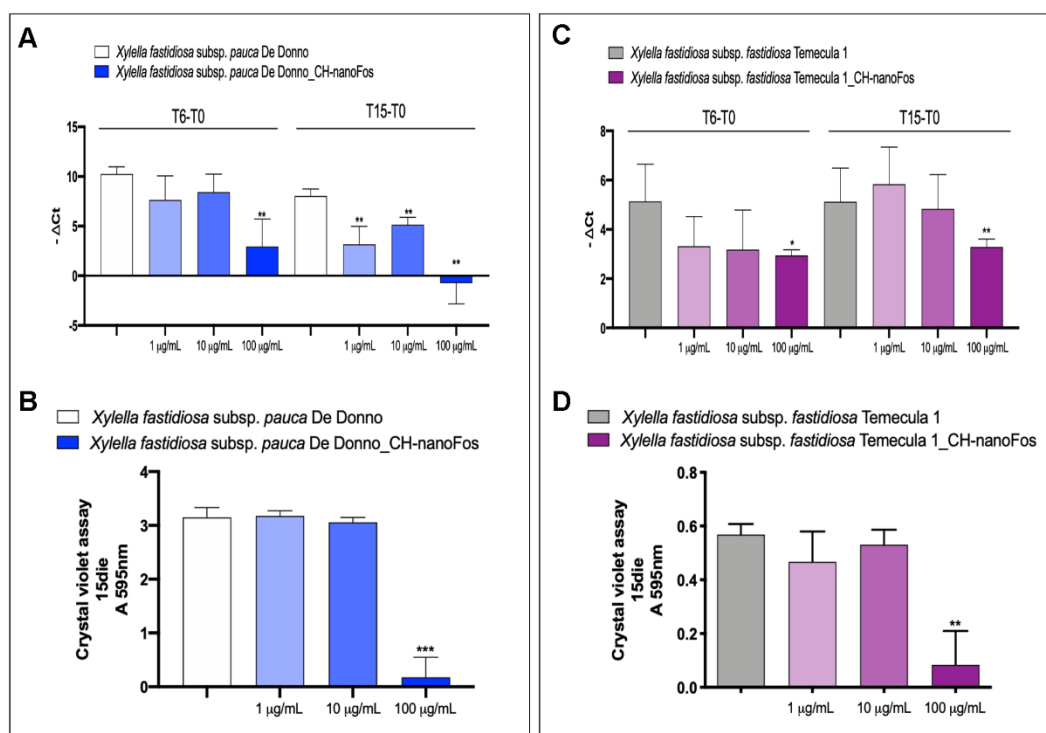 A
Xylella fastidiosa subsp. pauca De Donno
Xylella fastidiosa subsp. pauca De Donno_CH-nanoFos
T6-T0
T15-T0
15
10
5
0
-5
- ΔCt
**
**
**
**
1 µg/mL
10 µg/mL
100 µg/mL
1 µg/mL
10 µg/mL
100 µg/mL
B
Xylella fastidiosa subsp. pauca De Donno
Xylella fastidiosa subsp. pauca De Donno_CH-nanoFos
Crystal violet assay
15die
A 595nm
4
3
2
1
0
***
1 µg/mL
10 µg/mL
100 µg/mL
C
Xylella fastidiosa subsp. fastidiosa Temecula 1
Xylella fastidiosa subsp. fastidiosa Temecula 1_CH-nanoFos
T6-T0
T15-T0
8
6
4
2
0
- ΔCt
*
**
1 µg/mL
10 µg/mL
100 µg/mL
1 µg/mL
10 µg/mL
100 µg/mL
D
Xylella fastidiosa subsp. fastidiosa Temecula 1
Xylella fastidiosa subsp. fastidiosa Temecula 1_CH-nanoFos
Crystal violet assay
15die
A 595nm
0.8
0.6
0.4
0.2
0.0
**
1 µg/mL
10 µg/mL
100 µg/mL